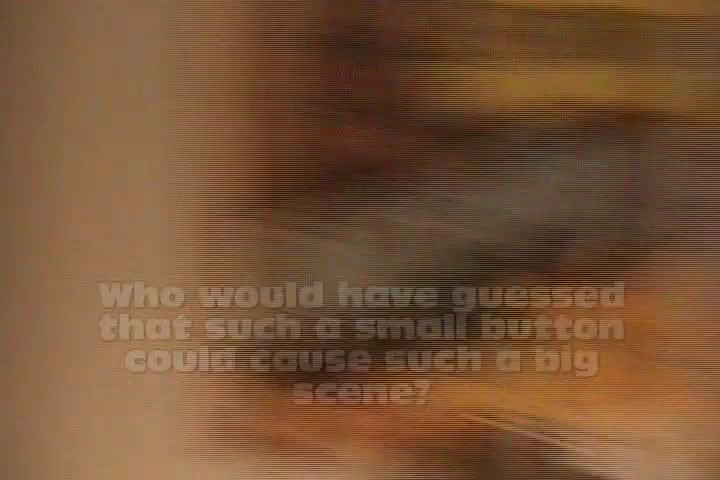 Who would have guessed
that such a small button
could cause such a big
scene?